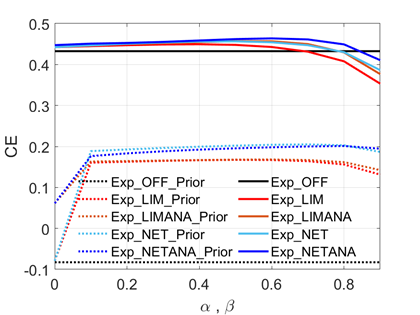 0.5
0.4
0.3
CE
0.2
0.1
Exp_OFF_Prior Exp_OFF
Exp_LIM_Prior Exp_LIM
Exp_LIMANA_Prior Exp_LIMANA
0
Exp_NET_Prior Exp_NET
Exp_NETANA_Prior Exp_NETANA
-0.1
0 0.2 0.4 0.6 0.8
α , β